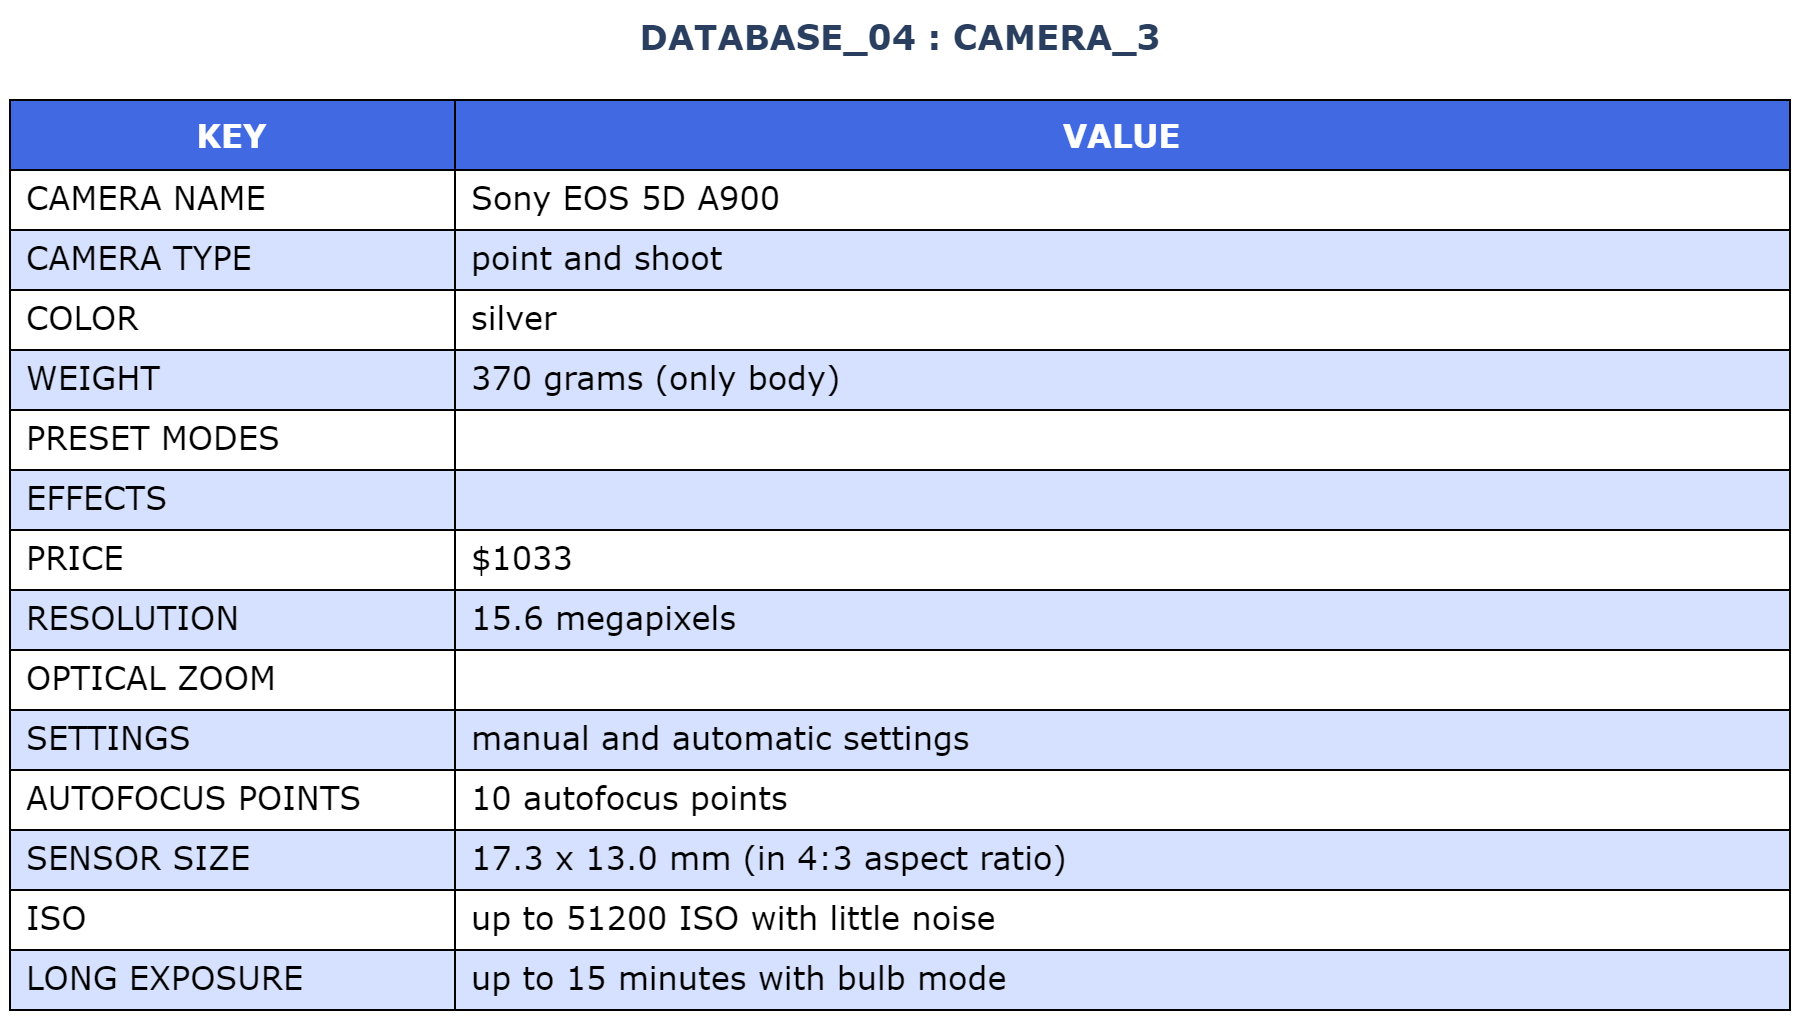 DATABASE_04 : CAMERA_3
KEY VALUE
CAMERA NAME Sony EOS 5D A900
CAMERA TYPE point and shoot
COLOR silver
WEIGHT 370 grams (only body)
PRESET MODES
EFFECTS
PRICE $1033
RESOLUTION 15.6 megapixels
OPTICAL ZOOM
SETTINGS manual and automatic settings
AUTOFOCUS POINTS 10 autofocus points
SENSOR SIZE 17.3 x 13.0 mm (in 4:3 aspect ratio)
ISO up to 51200 ISO with little noise
LONG EXPOSURE up to 15 minutes with bulb mode